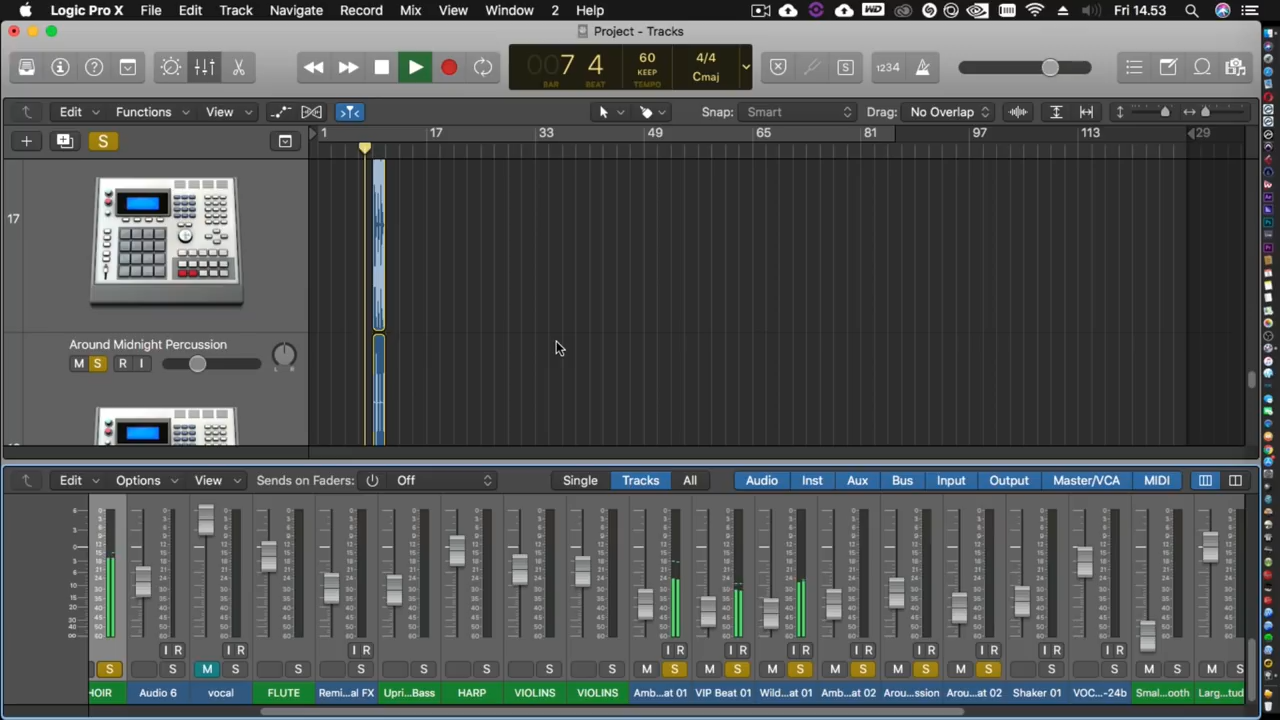 Logic Pro X File Edit Track Navigate Record Mix View Window 2 Help Fri 14.53
Project - Tracks
007 4 60 4/4
KEEP Cmaj
BAR BEAT TEMPO
1234
Edit Functions View Snap: Smart Drag: No Overlap
S 1 17 33 49 65 81 97 113 29
17
Around Midnight Percussion
M S R I
Edit Options View Sends on Faders: Off Single Tracks All Audio Inst Aux Bus Input Output Master/VCA MIDI
I R I R I R I R I R I R I R I R I R I R I R
S S M S S S S S S S M S M S M S M S M S M S S S M M S
HOIR Audio 6 vocal FLUTE Remi...al FX Upri...Bass HARP VIOLINS VIOLINS Amb...at 01 VIP Beat 01 Wild...at 01 Amb...at 02 Arou...ssion Arou...at 02 Shaker 01 VOC...-24b Smal...ooth Larg...tud